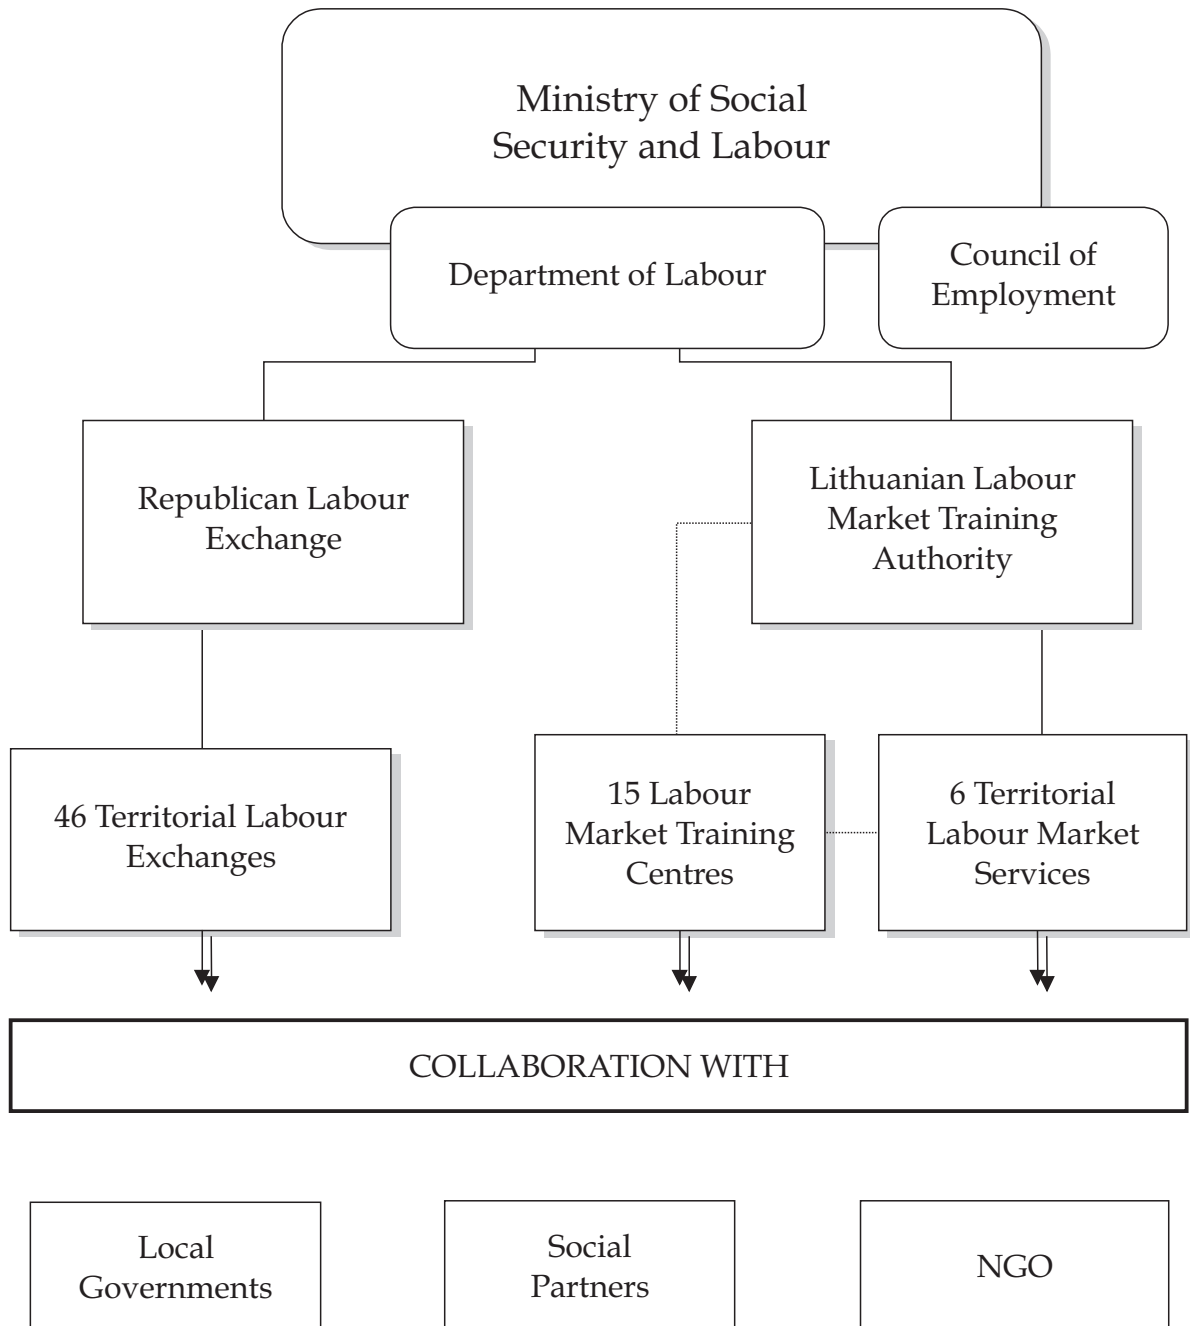 Ministry of Social
Security and Labour
Department of Labour
Council of
Employment
Republican Labour
Exchange
Lithuanian Labour
Market Training
Authority
46 Territorial Labour
Exchanges
15 Labour
Market Training
Centres
6 Territorial
Labour Market
Services
COLLABORATION WITH
Local
Governments
Social
Partners
NGO